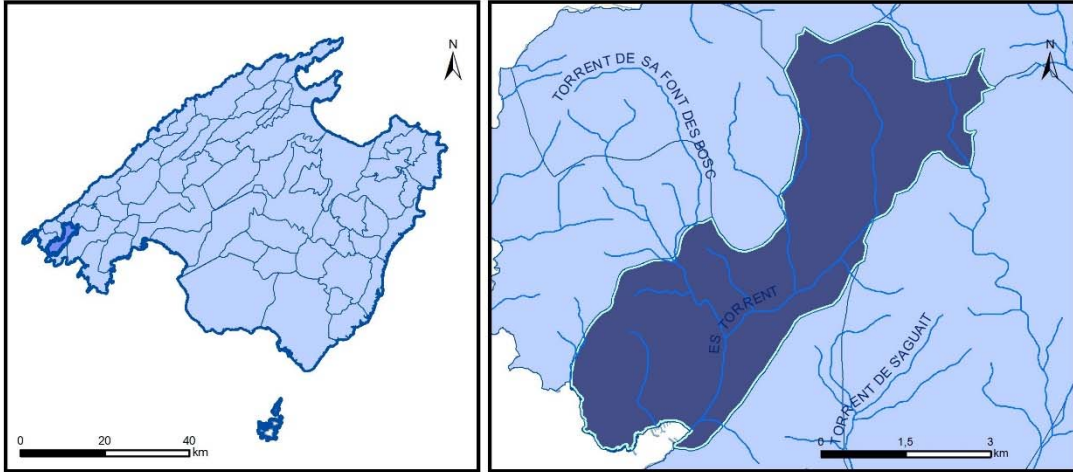 N
0
20
40
km
N
TORRENT DE SA FONT DES BOSC
ES TORRENT
TORRENT DE S'AGUAIT
0
1,5
3
km